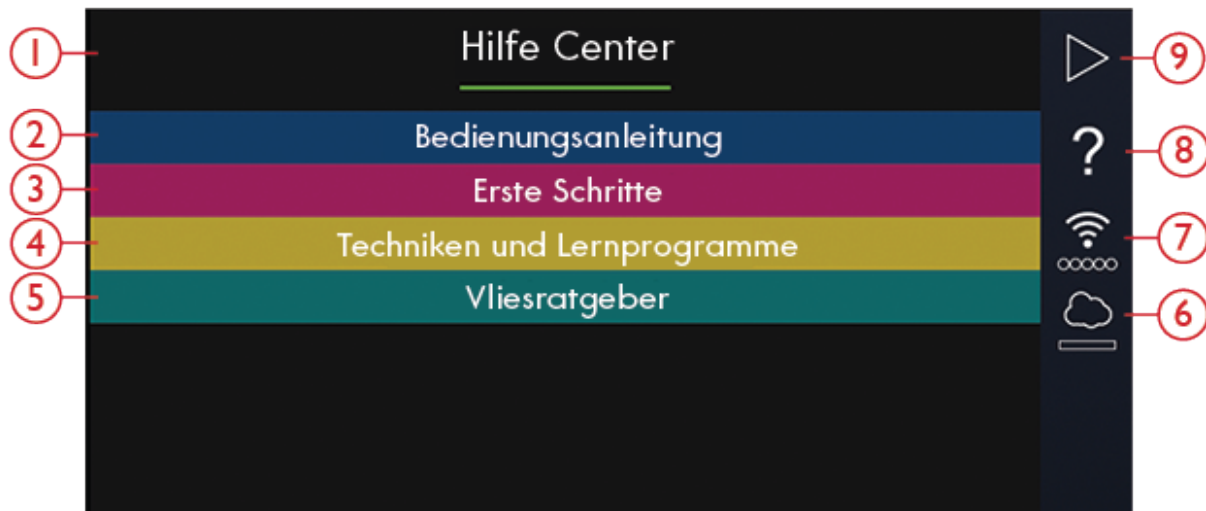 1 Hilfe Center 9
2 Bedienungsanleitung 8
3 Erste Schritte
4 Techniken und Lernprogramme 7
5 Vliesratgeber 6
?